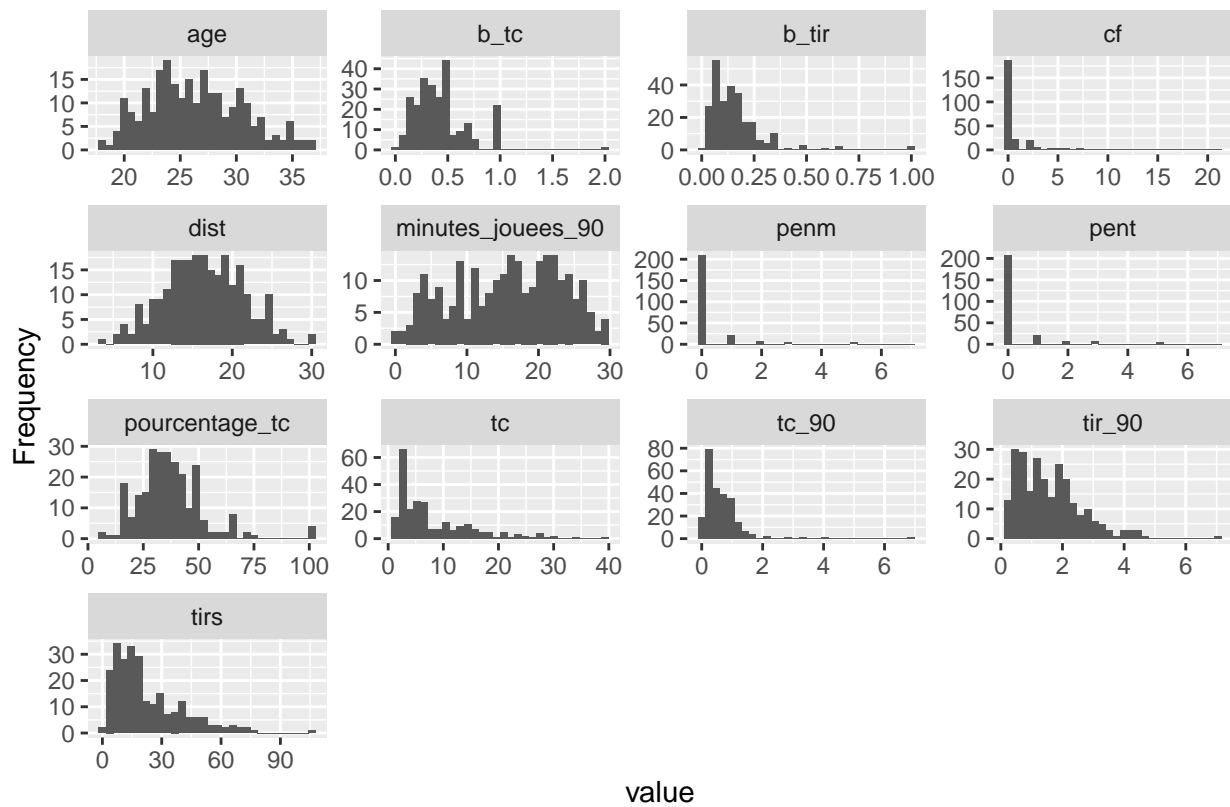 age b_tc b_tir cf
15 10 5 0
40 30 20 10 0
40 20 0
150 100 50 0
20 25 30 35
0.0 0.5 1.0 1.5 2.0
0.00 0.25 0.50 0.75 1.00
0 5 10 15 20
dist minutes_jouees_90 penm pent
15 10 5 0
10 5 0
200 150 100 50 0
200 150 100 50 0
10 20 30
0 10 20 30
0 2 4 6
0 2 4 6
Frequency
pourcentage_tc tc tc_90 tir_90
30 20 10 0
60 40 20 0
80 60 40 20 0
30 20 10 0
0 25 50 75 100
0 10 20 30 40
0 2 4 6
0 2 4 6
tirs
30 20 10 0
0 30 60 90
value